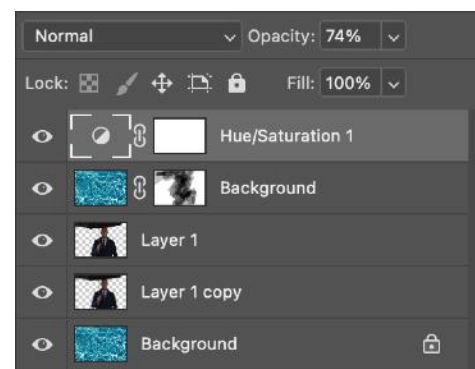 Normal Opacity: 74%
Lock: Fill: 100%
Hue/Saturation 1
Background
Layer 1
Layer 1 copy
Background